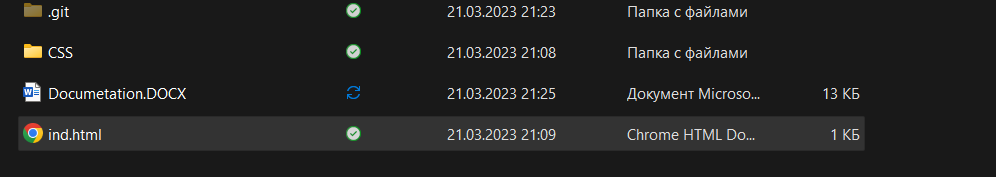 .git 21.03.2023 21:23 Папка с файлами
CSS 21.03.2023 21:08 Папка с файлами
Documetation.DOCX 21.03.2023 21:25 Документ Microso... 13 КБ
ind.html 21.03.2023 21:09 Chrome HTML Do... 1 КБ